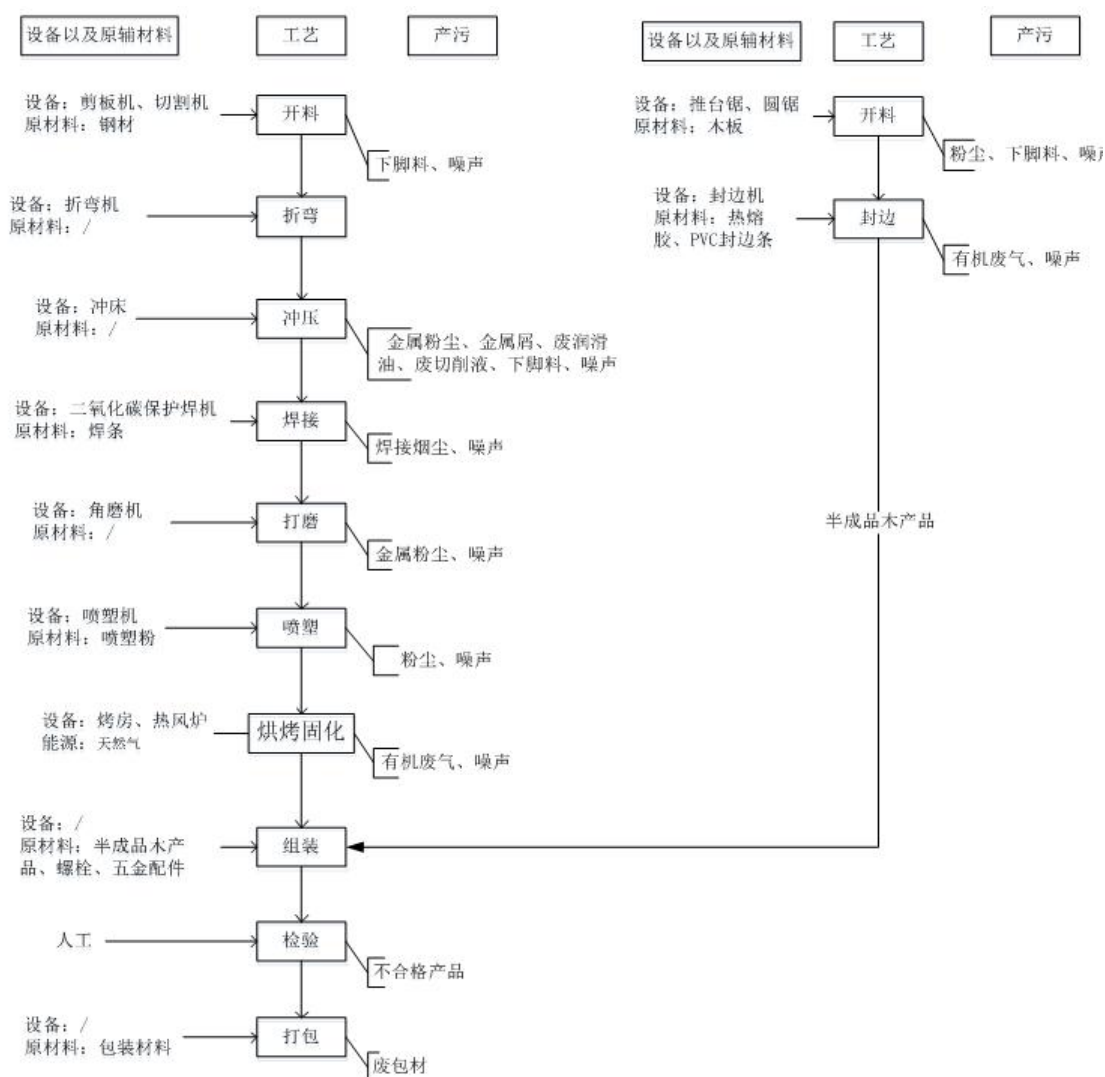 设备以及原辅材料
工艺
产污
设备：剪板机、切割机
原材料：钢材
开料
下脚料、噪声
设备：折弯机
原材料：/
折弯
设备：冲床
原材料：/
冲压
金属粉尘、金属屑、废润滑
油、废切削液、下脚料、噪声
设备：二氧化碳保护焊机
原材料：焊条
焊接
焊接烟尘、噪声
设备：角磨机
原材料：/
打磨
金属粉尘、噪声
设备：喷塑机
原材料：喷塑粉
喷塑
粉尘、噪声
设备：烤房、热风炉
能源：天然气
烘烤固化
有机废气、噪声
设备：/
原材料：半成品木产
品、螺栓、五金配件
组装
人工
检验
不合格产品
设备：/
原材料：包装材料
打包
废包材
设备以及原辅材料
工艺
产污
设备：推台锯、圆锯
原材料：木板
开料
粉尘、下脚料、噪声
设备：封边机
原材料：热熔
胶、PVC封边条
封边
有机废气、噪声
半成品木产品